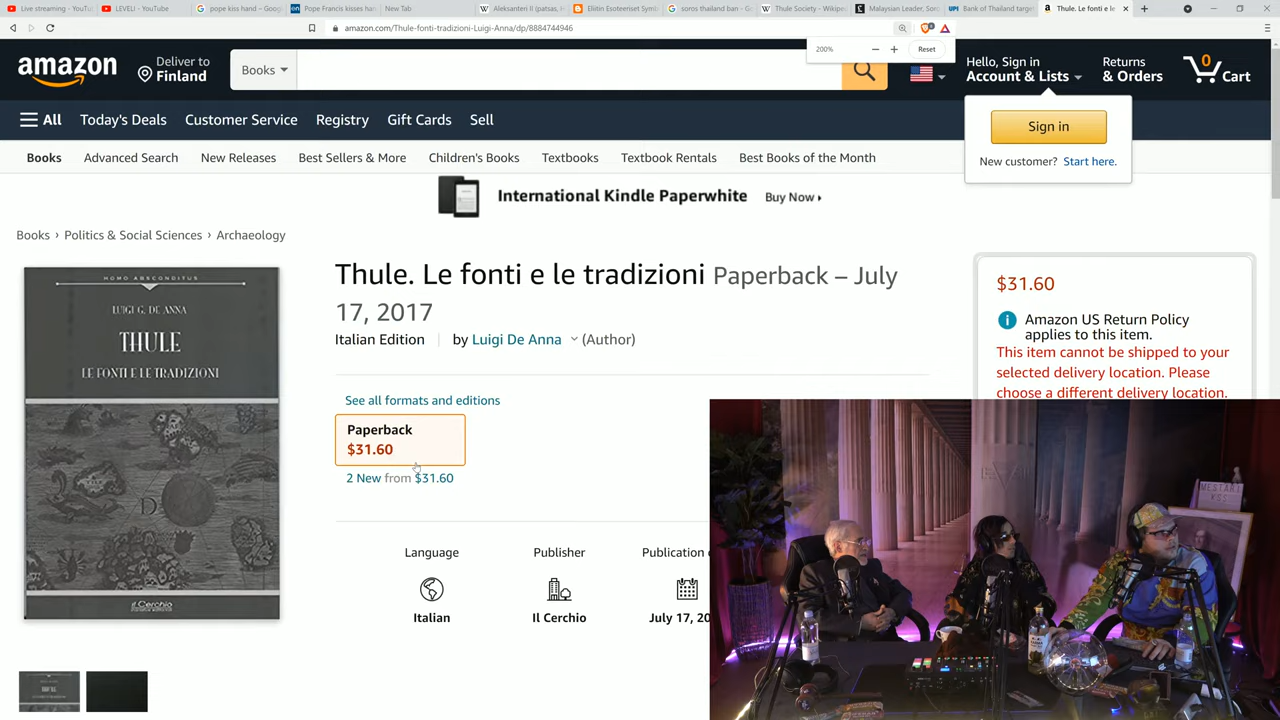 Live streaming - YouTube
LEVELI - YouTube
pope kiss hand – Goog
Pope Francis kisses han
New Tab
Aleksanteri II (patsas, H
Eliitin Esoteeriset Symb
soros thailand ban - Go
Thule Society - Wikipe
Malaysian Leader, Soro
Bank of Thailand target
Thule. Le fonti e le
amazon.com/Thule-fonti-tradizioni-Luigi-Anna/dp/8884744946
200%
Reset
amazon
Deliver to
Finland
Books
Hello, Sign in
Account & Lists
Returns
& Orders
0
Cart
All
Today's Deals
Customer Service
Registry
Gift Cards
Sell
Sign in
New customer? Start here.
Books
Advanced Search
New Releases
Best Sellers & More
Children's Books
Textbooks
Textbook Rentals
Best Books of the Month
International Kindle Paperwhite
Buy Now
Books › Politics & Social Sciences › Archaeology
HOMO ABSCONDITUS
LUIGI G. DE ANNA
THULE
LE FONTI E LE TRADIZIONI
Il Cerchio
Thule. Le fonti e le tradizioni Paperback – July
17, 2017
Italian Edition
by Luigi De Anna (Author)
See all formats and editions
Paperback
$31.60
2 New from $31.60
Language
Italian
Publisher
Il Cerchio
Publication
July 17, 20
$31.60
Amazon US Return Policy
applies to this item.
This item cannot be shipped to your
selected delivery location. Please
choose a different delivery location.